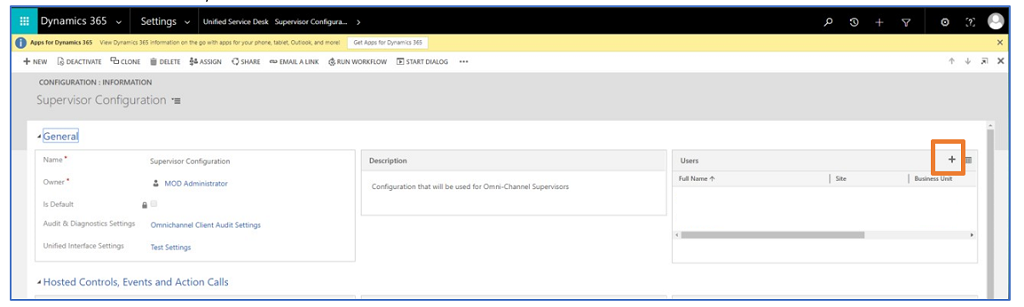 Dynamics 365 Settings Unified Service Desk Supervisor Configura...
Apps for Dynamics 365 View Dynamics 365 information on the go with apps for your phone, tablet, Outlook, and more! Get Apps for Dynamics 365
NEW DEACTIVATE CLONE DELETE ASSIGN SHARE EMAIL A LINK RUN WORKFLOW START DIALOG
CONFIGURATION : INFORMATION
Supervisor Configuration
General
Name * Supervisor Configuration
Owner * MOD Administrator
Is Default
Audit & Diagnostics Settings Omnichannel Client Audit Settings
Unified Interface Settings Test Settings
Description
Configuration that will be used for Omni-Channel Supervisors
Users
Full Name Site Business Unit
Hosted Controls, Events and Action Calls